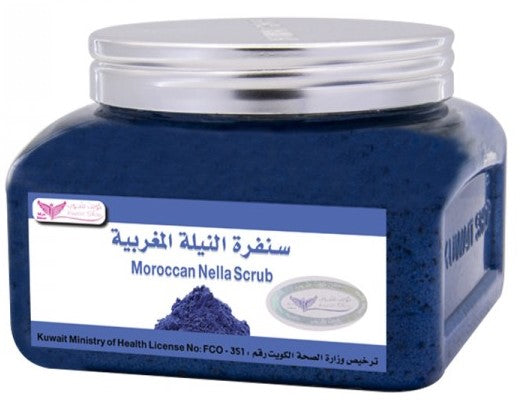 سنفرة النيلة المغربية
Moroccan Nella Scrub
Kuwait Ministry of Health License No: FCO - 351 : ترخيص وزارة الصحة الكويت رقم